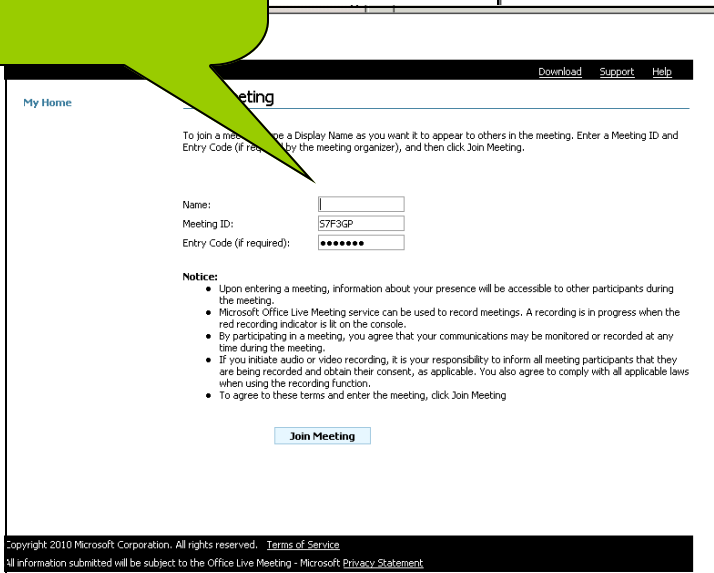 Download Support Help
My Home
eting
To join a me pe a Display Name as you want it to appear to others in the meeting. Enter a Meeting ID and
Entry Code (if req by the meeting organizer), and then click Join Meeting.
Name:
Meeting ID: S7F3GP
Entry Code (if required): •••••••
Notice:
• Upon entering a meeting, information about your presence will be accessible to other participants during
the meeting.
• Microsoft Office Live Meeting service can be used to record meetings. A recording is in progress when the
red recording indicator is lit on the console.
• By participating in a meeting, you agree that your communications may be monitored or recorded at any
time during the meeting.
• If you initiate audio or video recording, it is your responsibility to inform all meeting participants that they
are being recorded and obtain their consent, as applicable. You also agree to comply with all applicable laws
when using the recording function.
• To agree to these terms and enter the meeting, click Join Meeting
Join Meeting
Copyright 2010 Microsoft Corporation. All rights reserved. Terms of Service
All information submitted will be subject to the Office Live Meeting - Microsoft Privacy Statement